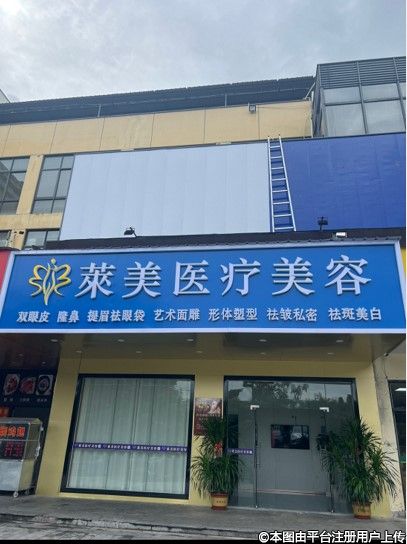 萊美医疗美容
双眼皮 隆鼻 提眉祛眼袋 艺术面雕 形体塑型 祛皱私密 祛斑美白
©本图由平台注册用户上传